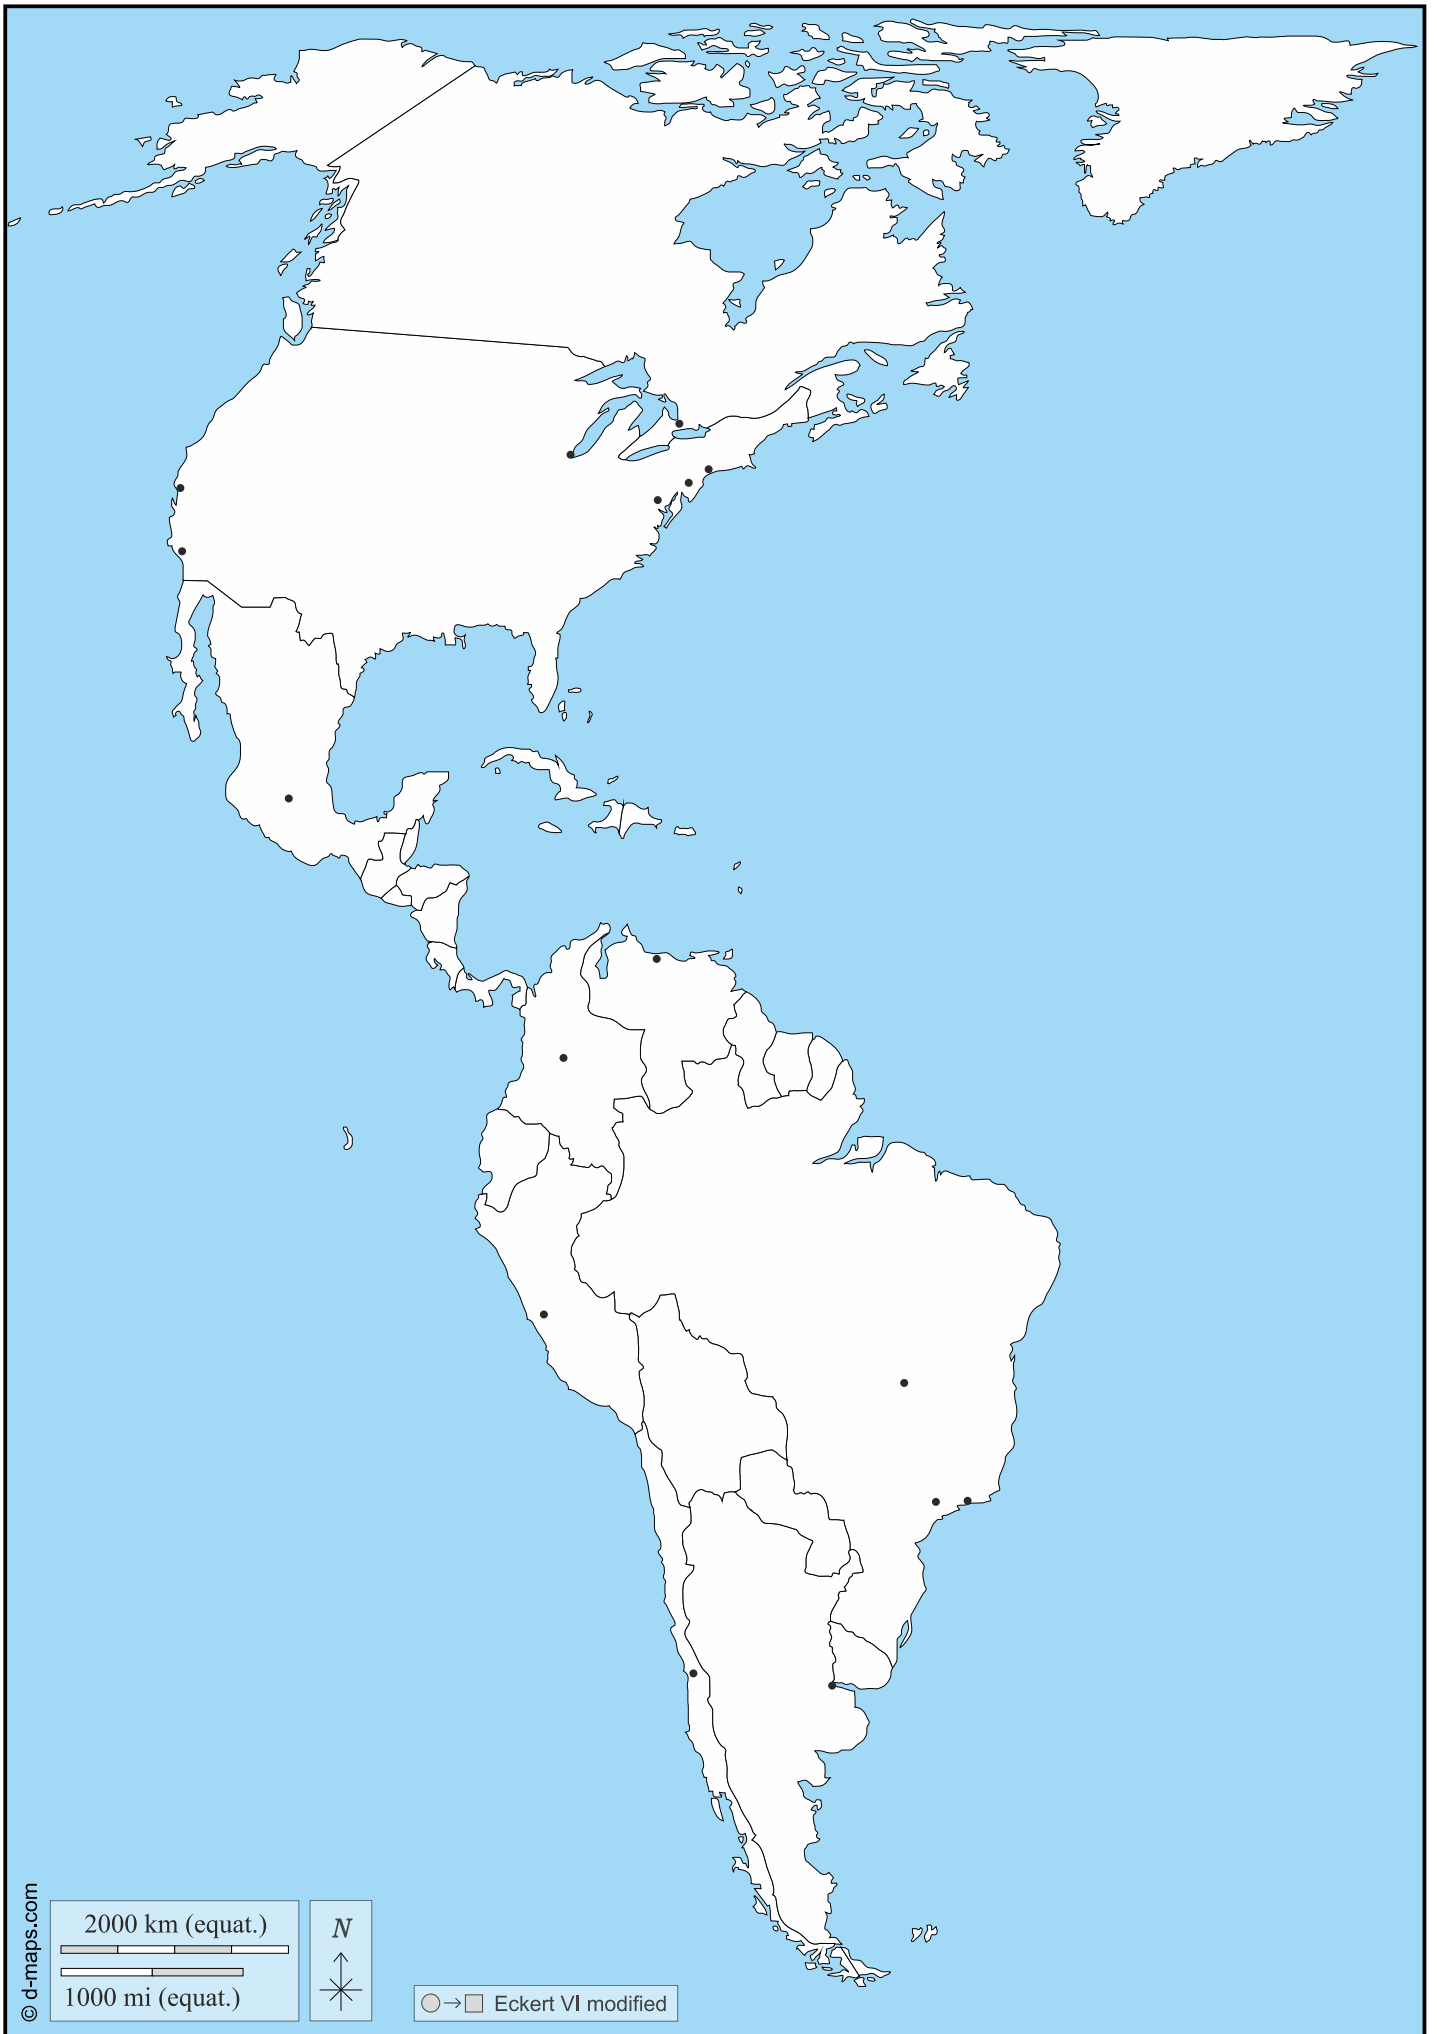 © d-maps.com
2000 km (equat.)
1000 mi (equat.)
N
Eckert VI modified